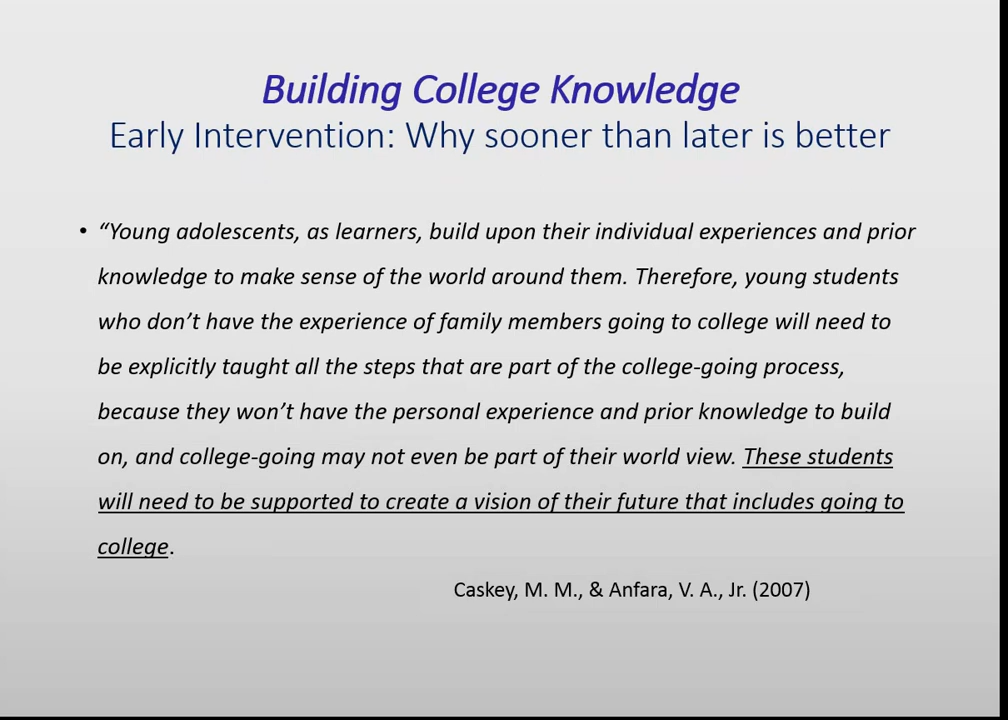 Building College Knowledge
Early Intervention: Why sooner than later is better
• “Young adolescents, as learners, build upon their individual experiences and prior
knowledge to make sense of the world around them. Therefore, young students
who don’t have the experience of family members going to college will need to
be explicitly taught all the steps that are part of the college-going process,
because they won’t have the personal experience and prior knowledge to build
on, and college-going may not even be part of their world view. These students
will need to be supported to create a vision of their future that includes going to
college.
Caskey, M. M., & Anfara, V. A., Jr. (2007)